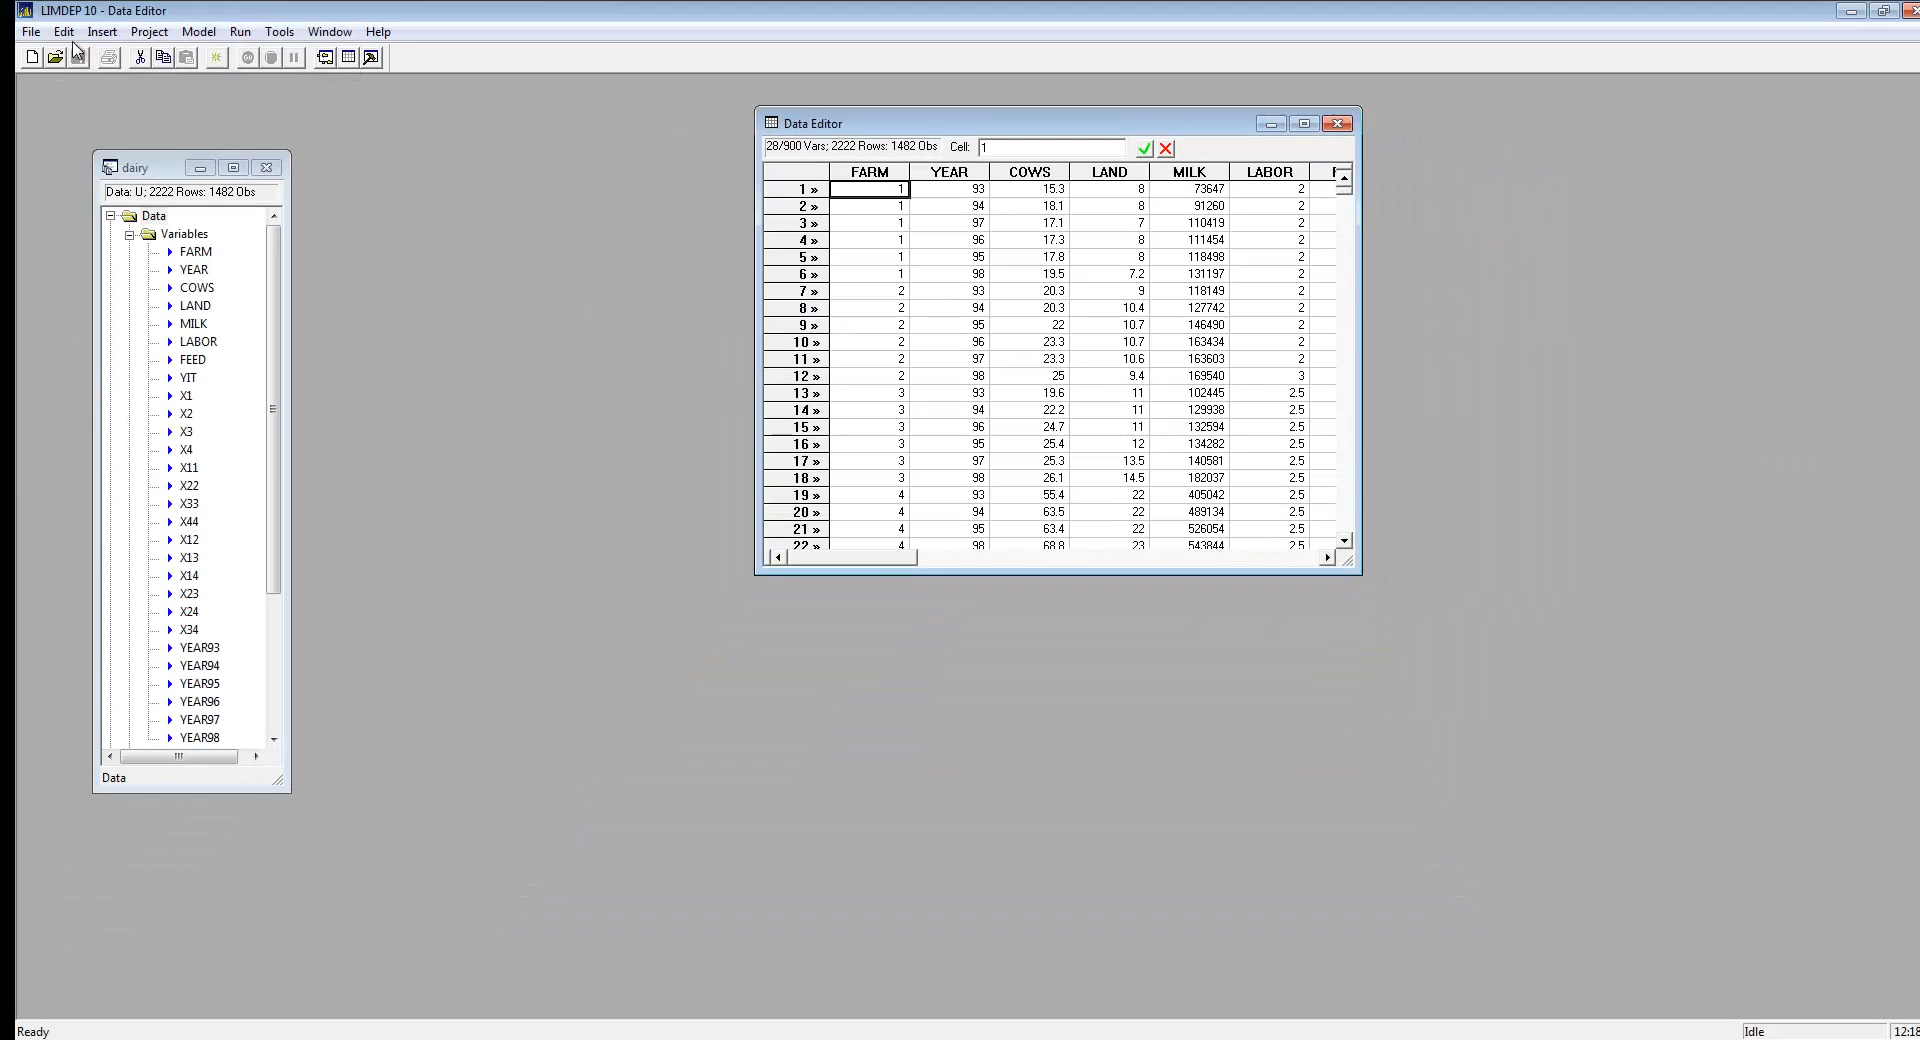 LIMDEP 10 - Data Editor
File Edit Insert Project Model Run Tools Window Help
dairy
Data: U; 2222 Rows: 1482 Obs
Data
Variables
FARM
YEAR
COWS
LAND
MILK
LABOR
FEED
YIT
X1
X2
X3
X4
X11
X22
X33
X44
X12
X13
X14
X23
X24
X34
YEAR93
YEAR94
YEAR95
YEAR96
YEAR97
YEAR98
Data
Data Editor
28/900 Vars; 2222 Rows: 1482 Obs Cell: 1
FARM YEAR COWS LAND MILK LABOR
1 » 1 93 15.3 8 73647 2
2 » 1 94 18.1 8 91260 2
3 » 1 97 17.1 7 110419 2
4 » 1 96 17.3 8 111454 2
5 » 1 95 17.8 8 118498 2
6 » 1 98 19.5 7.2 131197 2
7 » 2 93 20.3 9 118149 2
8 » 2 94 20.3 10.4 127742 2
9 » 2 95 22 10.7 146490 2
10 » 2 96 23.3 10.7 163434 2
11 » 2 97 23.3 10.6 163603 2
12 » 2 98 25 9.4 169540 3
13 » 3 93 19.6 11 102445 2.5
14 » 3 94 22.2 11 129938 2.5
15 » 3 96 24.7 11 132594 2.5
16 » 3 95 25.4 12 134282 2.5
17 » 3 97 25.3 13.5 140581 2.5
18 » 3 98 26.1 14.5 182037 2.5
19 » 4 93 55.4 22 405042 2.5
20 » 4 94 63.5 22 489134 2.5
21 » 4 95 63.4 22 526054 2.5
22 » 4 98 68.8 23 543844 2.5
Ready Idle 12:18